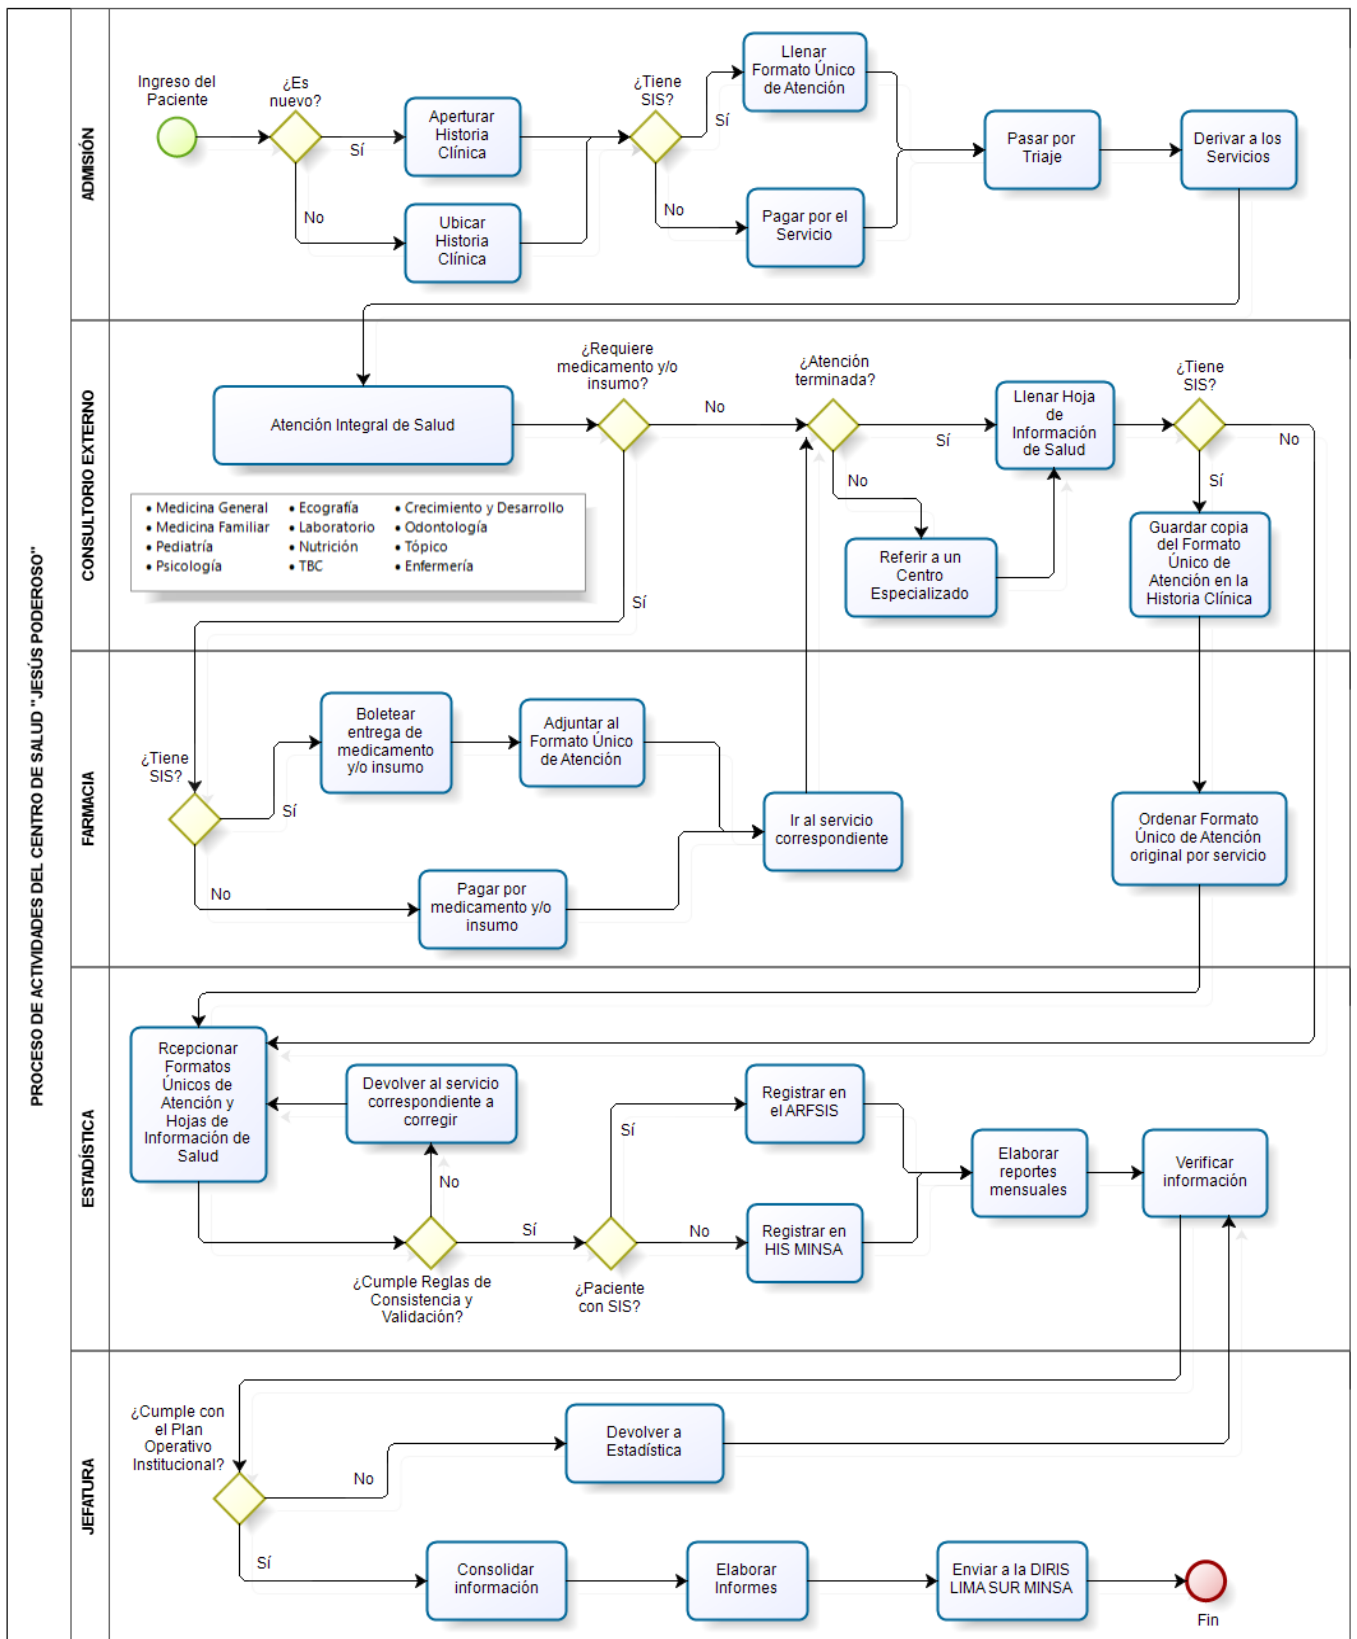 PROCESO DE ACTIVIDADES DEL CENTRO DE SALUD "JESÚS PODEROSO"
ADMISIÓN
Ingreso del
Paciente
¿Es
nuevo?
Sí
No
Aperturar
Historia
Clínica
Ubicar
Historia
Clínica
¿Tiene
SIS?
Sí
No
Llenar
Formato Único
de Atención
Pagar por el
Servicio
Pasar por
Triaje
Derivar a los
Servicios
CONSULTORIO EXTERNO
Atención Integral de Salud
• Medicina General
• Medicina Familiar
• Pediatría
• Psicología
• Ecografía
• Laboratorio
• Nutrición
• TBC
• Crecimiento y Desarrollo
• Odontología
• Tópico
• Enfermería
¿Requiere
medicamento y/o
insumo?
No
Sí
¿Atención
terminada?
Sí
No
Referir a un
Centro
Especializado
Llenar Hoja
de
Información
de Salud
¿Tiene
SIS?
No
Sí
Guardar copia
del Formato
Único de
Atención en la
Historia Clínica
FARMACIA
¿Tiene
SIS?
Sí
No
Boletear
entrega de
medicamento
y/o insumo
Adjuntar al
Formato Único
de Atención
Pagar por
medicamento y/o
insumo
Ir al servicio
correspondiente
Ordenar Formato
Único de Atención
original por servicio
ESTADÍSTICA
Rcepcionar
Formatos
Únicos de
Atención y
Hojas de
Información de
Salud
Devolver al servicio
correspondiente a
corregir
No
Sí
¿Cumple Reglas de
Consistencia y
Validación?
Sí
No
¿Paciente
con SIS?
Registrar en
el ARFSIS
Registrar en
HIS MINSA
Elaborar
reportes
mensuales
Verificar
información
JEFATURA
¿Cumple con
el Plan
Operativo
Institucional?
No
Sí
Devolver a
Estadística
Consolidar
información
Elaborar
Informes
Enviar a la DIRIS
LIMA SUR MINSA
Fin